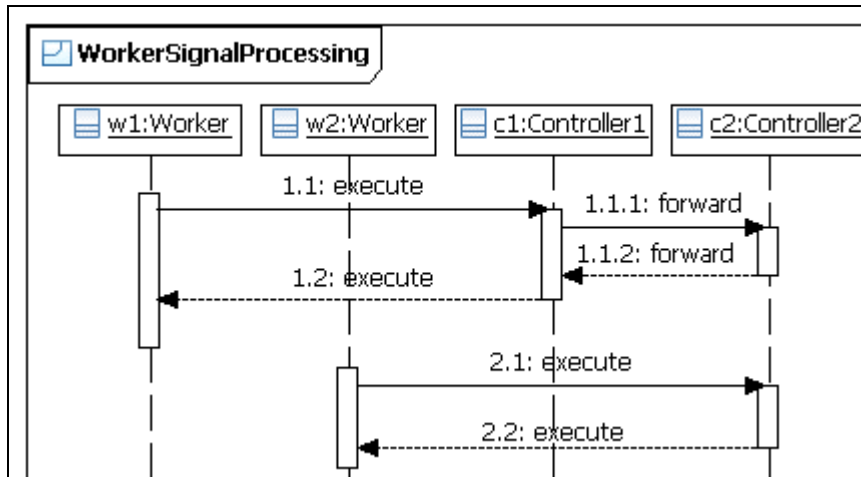 WorkerSignalProcessing
w1:Worker
w2:Worker
c1:Controller1
c2:Controller2
1.1: execute
1.1.1: forward
1.1.2: forward
1.2: execute
2.1: execute
2.2: execute